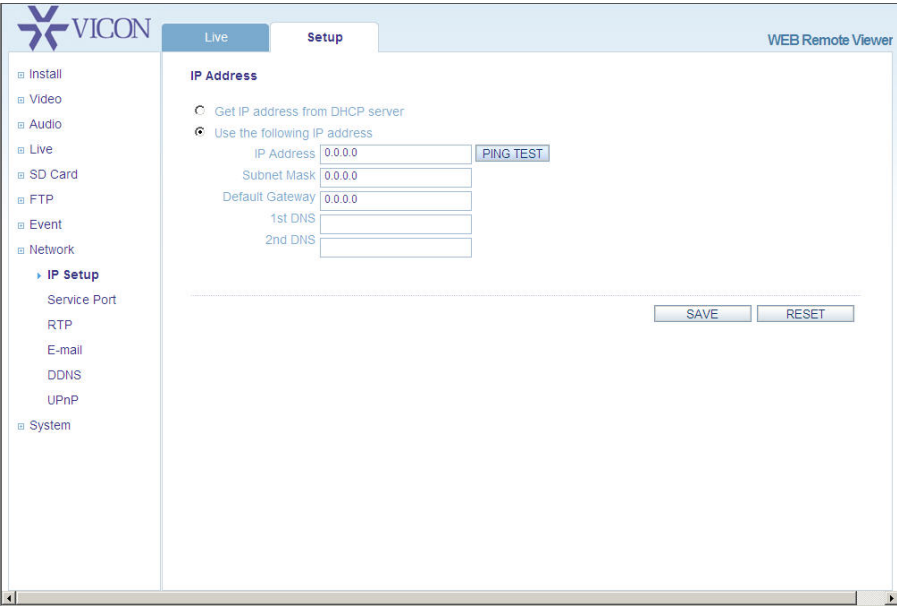 VICON
Live
Setup
WEB Remote Viewer
Install
Video
Audio
Live
SD Card
FTP
Event
Network
IP Setup
Service Port
RTP
E-mail
DDNS
UPnP
System
IP Address
Get IP address from DHCP server
Use the following IP address
IP Address 0.0.0.0 PING TEST
Subnet Mask 0.0.0.0
Default Gateway 0.0.0.0
1st DNS
2nd DNS
SAVE RESET